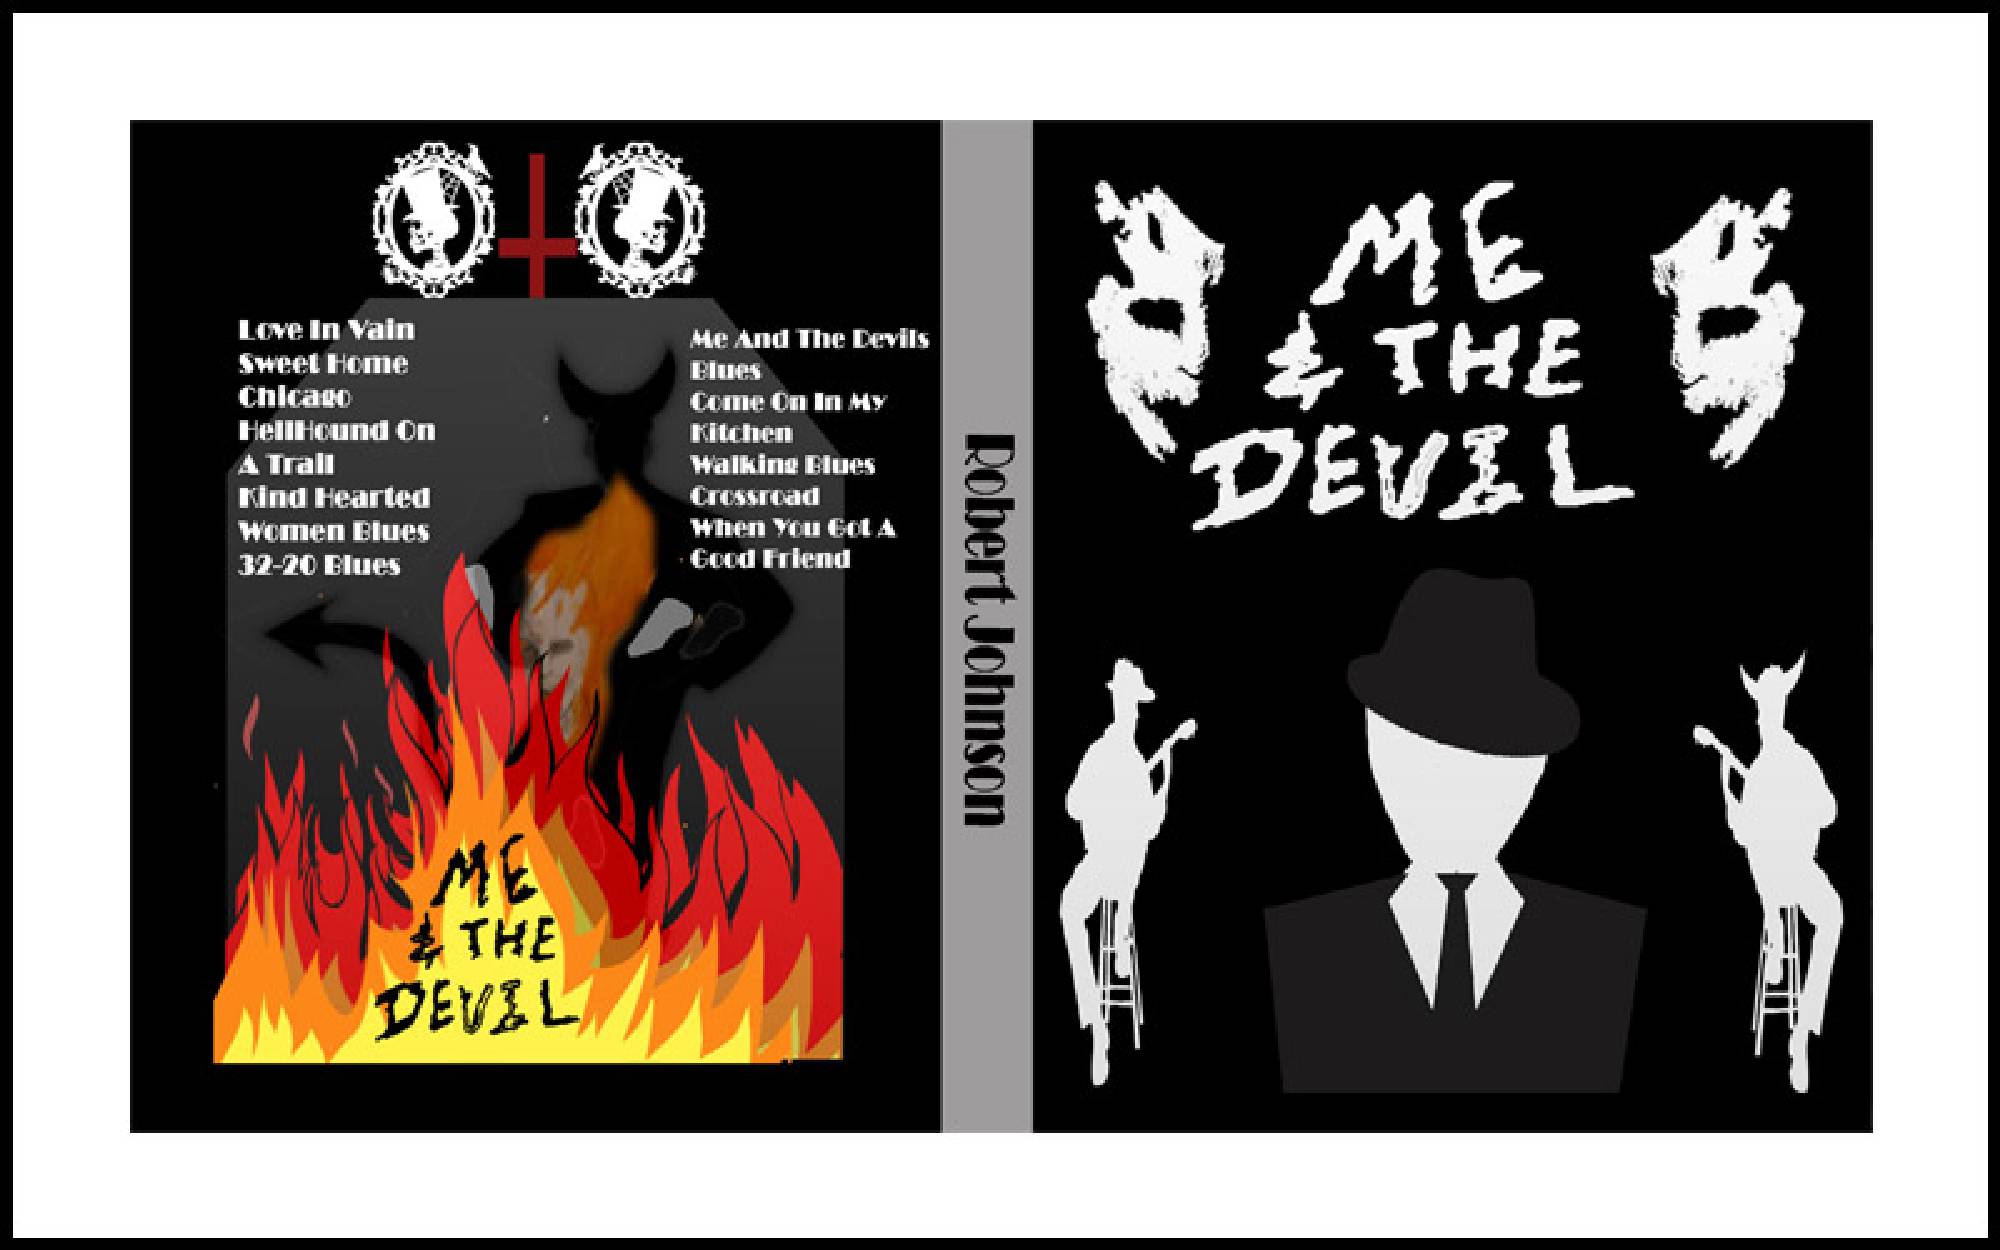 Love In Vain
Sweet Home
Chicago
HellHound On
A Trail
Kind Hearted
Women Blues
32-20 Blues
Me And The Devils
Blues
Come On In My
Kitchen
Walking Blues
Crossroad
When You Got A
Good Friend
ME
& THE
DEVIL
Robert Johnson
ME
& THE
DEVIL